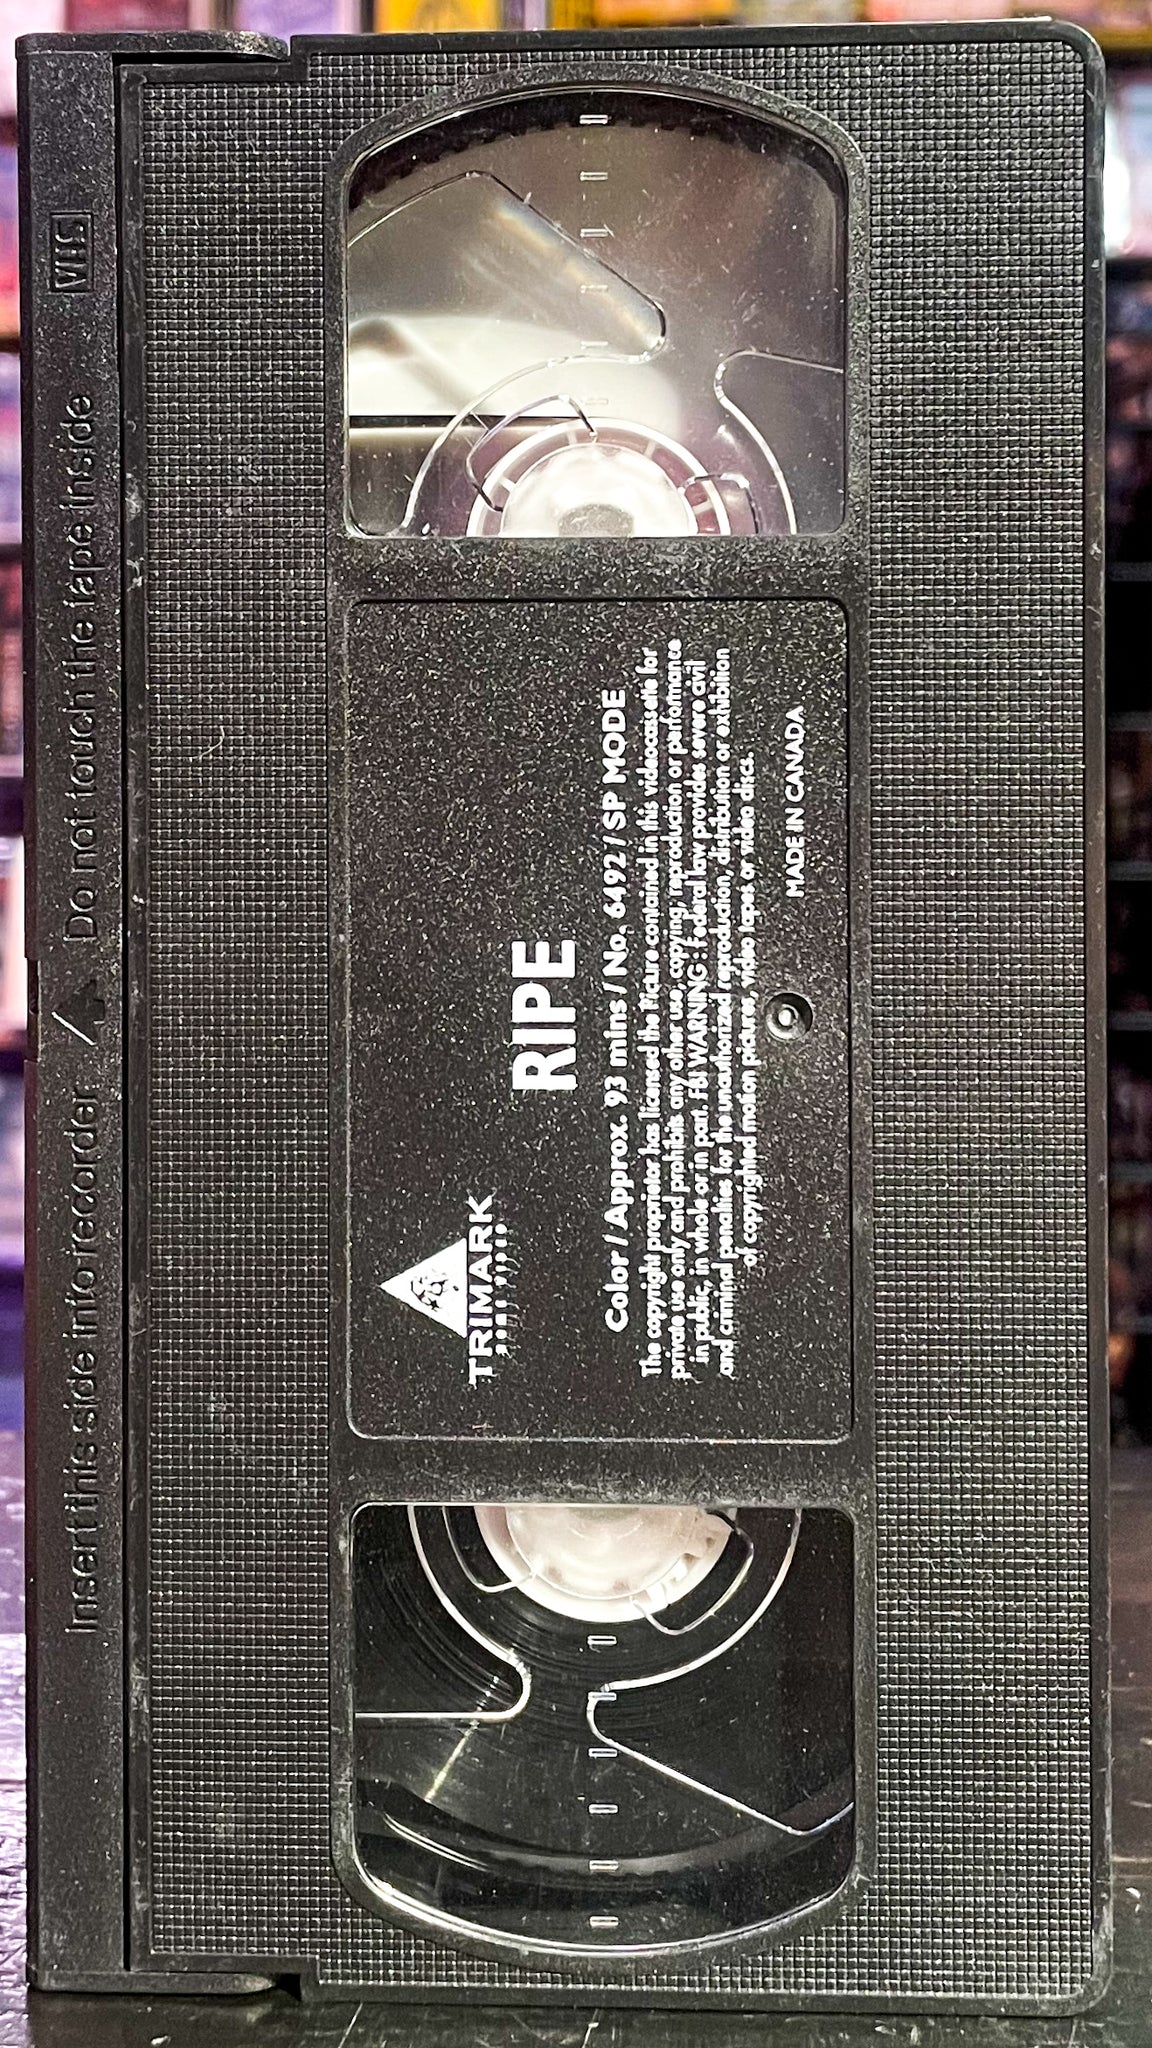 VHS
Insert this side into recorder
Do not touch the tape inside
TRIMARK
RIPE
Color / Approx. 93 mins / No. 6492 / SP MODE
The copyright proprietor has licensed the Picture contained in this videocassette for
private use only and prohibits any other use, copying, reproduction or performance
in public, in whole or in part. FBI WARNING : Federal law provides severe civil
and criminal penalties for the unauthorized reproduction, distribution or exhibition
of copyrighted motion pictures, video tapes or video discs.
MADE IN CANADA